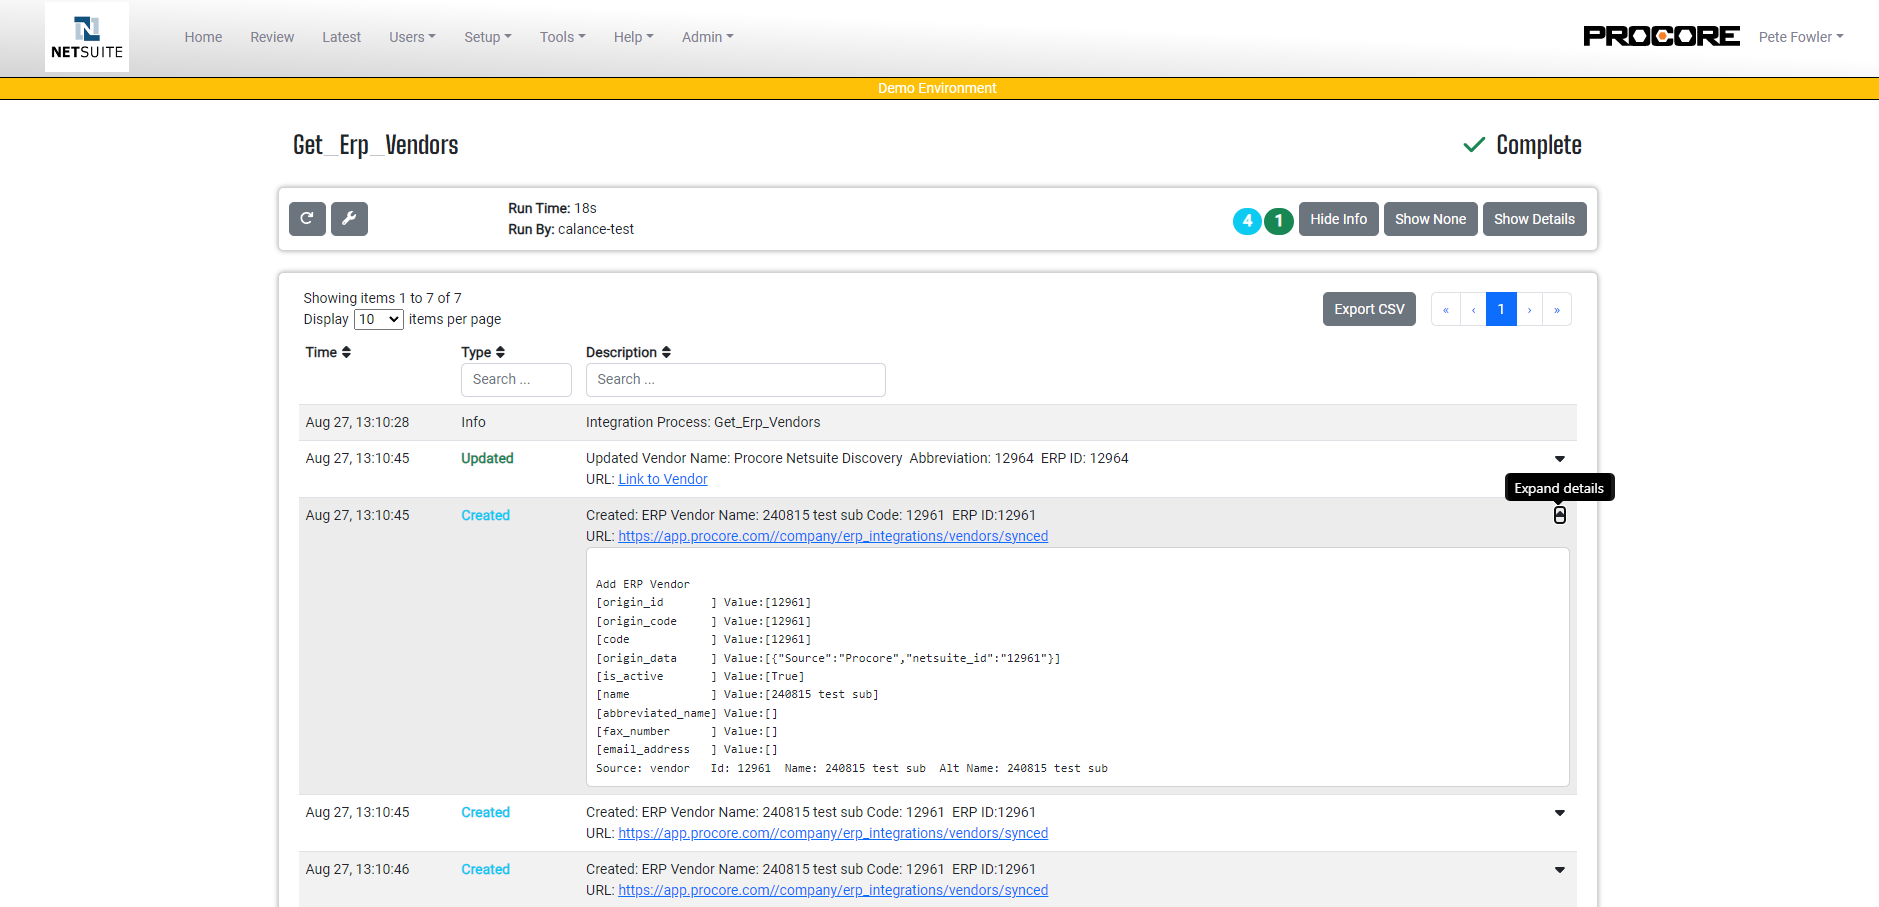 NETSUITE
Home Review Latest Users Setup Tools Help Admin
PROCORE Pete Fowler
Demo Environment
Get_Erp_Vendors
Complete
Run Time: 18s
Run By: calance-test
4 1 Hide Info Show None Show Details
Showing items 1 to 7 of 7
Display 10 items per page
Export CSV « ‹ 1 › »
Time Type Description
Search ... Search ...
Aug 27, 13:10:28 Info Integration Process: Get_Erp_Vendors
Aug 27, 13:10:45 Updated Updated Vendor Name: Procore Netsuite Discovery Abbreviation: 12964 ERP ID: 12964
URL: Link to Vendor
Expand details
Aug 27, 13:10:45 Created Created: ERP Vendor Name: 240815 test sub Code: 12961 ERP ID:12961
URL: https://app.procore.com//company/erp_integrations/vendors/synced
Add ERP Vendor
[origin_id ] Value:[12961]
[origin_code ] Value:[12961]
[code ] Value:[12961]
[origin_data ] Value:[{"Source":"Procore","netsuite_id":"12961"}]
[is_active ] Value:[True]
[name ] Value:[240815 test sub]
[abbreviated_name] Value:[]
[fax_number ] Value:[]
[email_address ] Value:[]
Source: vendor Id: 12961 Name: 240815 test sub Alt Name: 240815 test sub
Aug 27, 13:10:45 Created Created: ERP Vendor Name: 240815 test sub Code: 12961 ERP ID:12961
URL: https://app.procore.com//company/erp_integrations/vendors/synced
Aug 27, 13:10:46 Created Created: ERP Vendor Name: 240815 test sub Code: 12961 ERP ID:12961
URL: https://app.procore.com//company/erp_integrations/vendors/synced